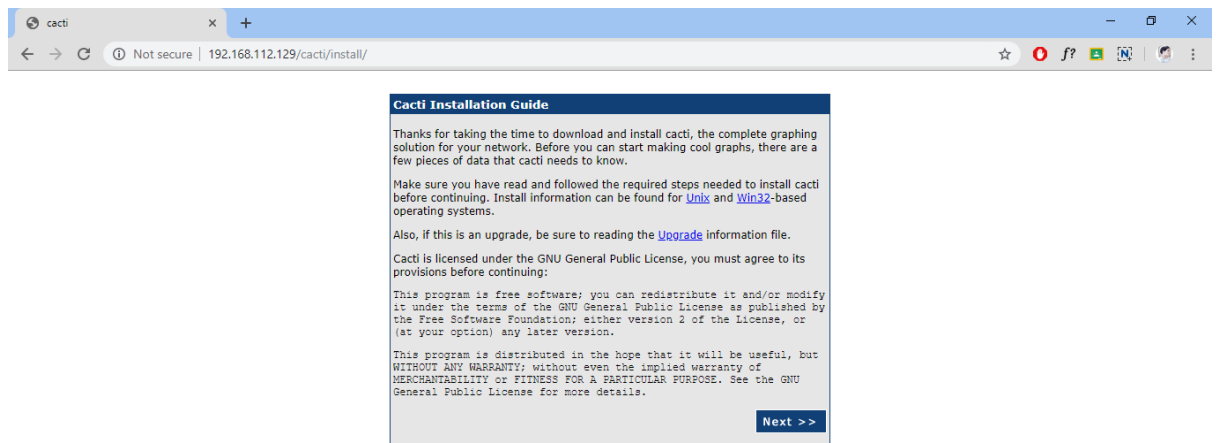 cacti
Not secure | 192.168.112.129/cacti/install/
f?
N
Cacti Installation Guide
Thanks for taking the time to download and install cacti, the complete graphing
solution for your network. Before you can start making cool graphs, there are a
few pieces of data that cacti needs to know.
Make sure you have read and followed the required steps needed to install cacti
before continuing. Install information can be found for Unix and Win32-based
operating systems.
Also, if this is an upgrade, be sure to reading the Upgrade information file.
Cacti is licensed under the GNU General Public License, you must agree to its
provisions before continuing:
This program is free software; you can redistribute it and/or modify
it under the terms of the GNU General Public License as published by
the Free Software Foundation; either version 2 of the License, or
(at your option) any later version.
This program is distributed in the hope that it will be useful, but
WITHOUT ANY WARRANTY; without even the implied warranty of
MERCHANTABILITY or FITNESS FOR A PARTICULAR PURPOSE. See the GNU
General Public License for more details.
Next >>